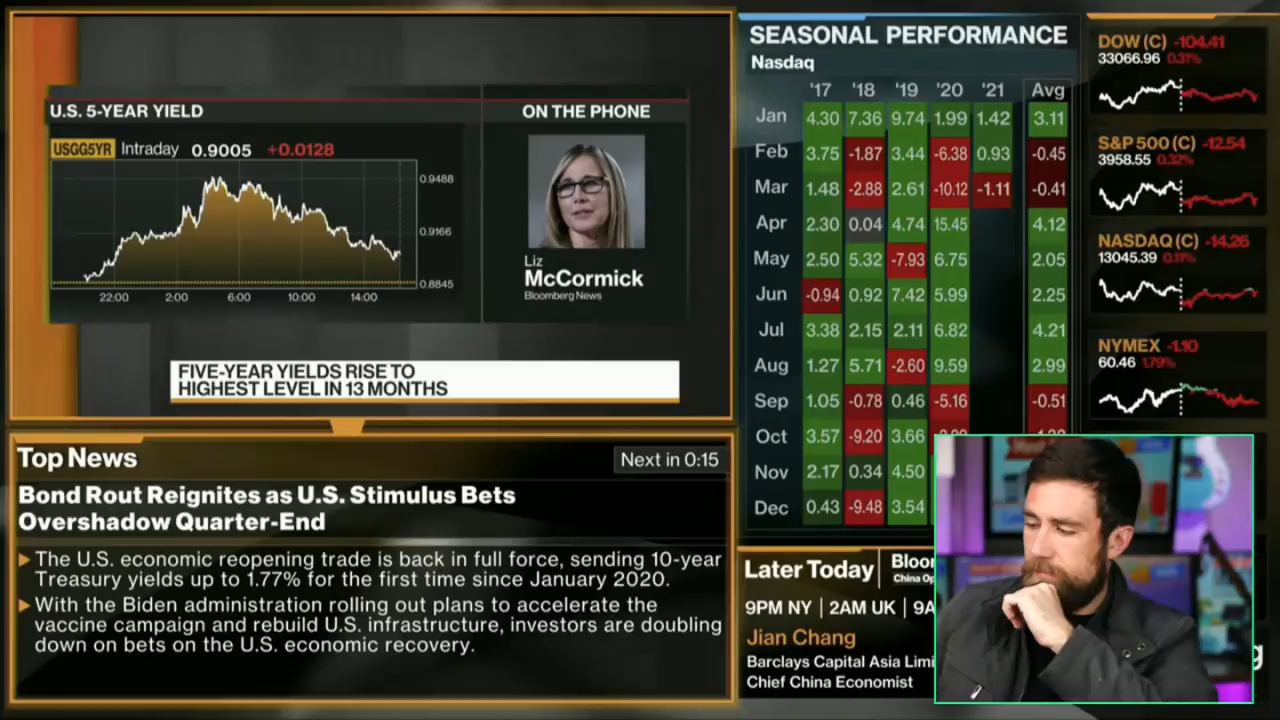 U.S. 5-YEAR YIELD
USGG5YR Intraday 0.9005 +0.0128
0.9488
0.9166
0.8845
22:00 2:00 6:00 10:00 14:00
ON THE PHONE
Liz
McCormick
Bloomberg News
FIVE-YEAR YIELDS RISE TO
HIGHEST LEVEL IN 13 MONTHS
Top News
Next in 0:15
Bond Rout Reignites as U.S. Stimulus Bets
Overshadow Quarter-End
The U.S. economic reopening trade is back in full force, sending 10-year
Treasury yields up to 1.77% for the first time since January 2020.
With the Biden administration rolling out plans to accelerate the
vaccine campaign and rebuild U.S. infrastructure, investors are doubling
down on bets on the U.S. economic recovery.
SEASONAL PERFORMANCE
Nasdaq
'17 '18 '19 '20 '21 Avg
Jan 4.30 7.36 9.74 1.99 1.42 3.11
Feb 3.75 -1.87 3.44 -6.38 0.93 -0.45
Mar 1.48 -2.88 2.61 -10.12 -1.11 -0.41
Apr 2.30 0.04 4.74 15.45 4.12
May 2.50 5.32 -7.93 6.75 2.05
Jun -0.94 0.92 7.42 5.99 2.25
Jul 3.38 2.15 2.11 6.82 4.21
Aug 1.27 5.71 -2.60 9.59 2.99
Sep 1.05 -0.78 0.46 -5.16 -0.51
Oct 3.57 -9.20 3.66
Nov 2.17 0.34 4.50
Dec 0.43 -9.48 3.54
DOW (C) -104.41
33066.96 0.31%
S&P 500 (C) -12.54
3958.55 0.32%
NASDAQ (C) -14.26
13045.39 0.11%
NYMEX -1.10
60.46 1.79%
Later Today
Bloor
China Op
9PM NY | 2AM UK | 9A
Jian Chang
Barclays Capital Asia Limi
Chief China Economist
g